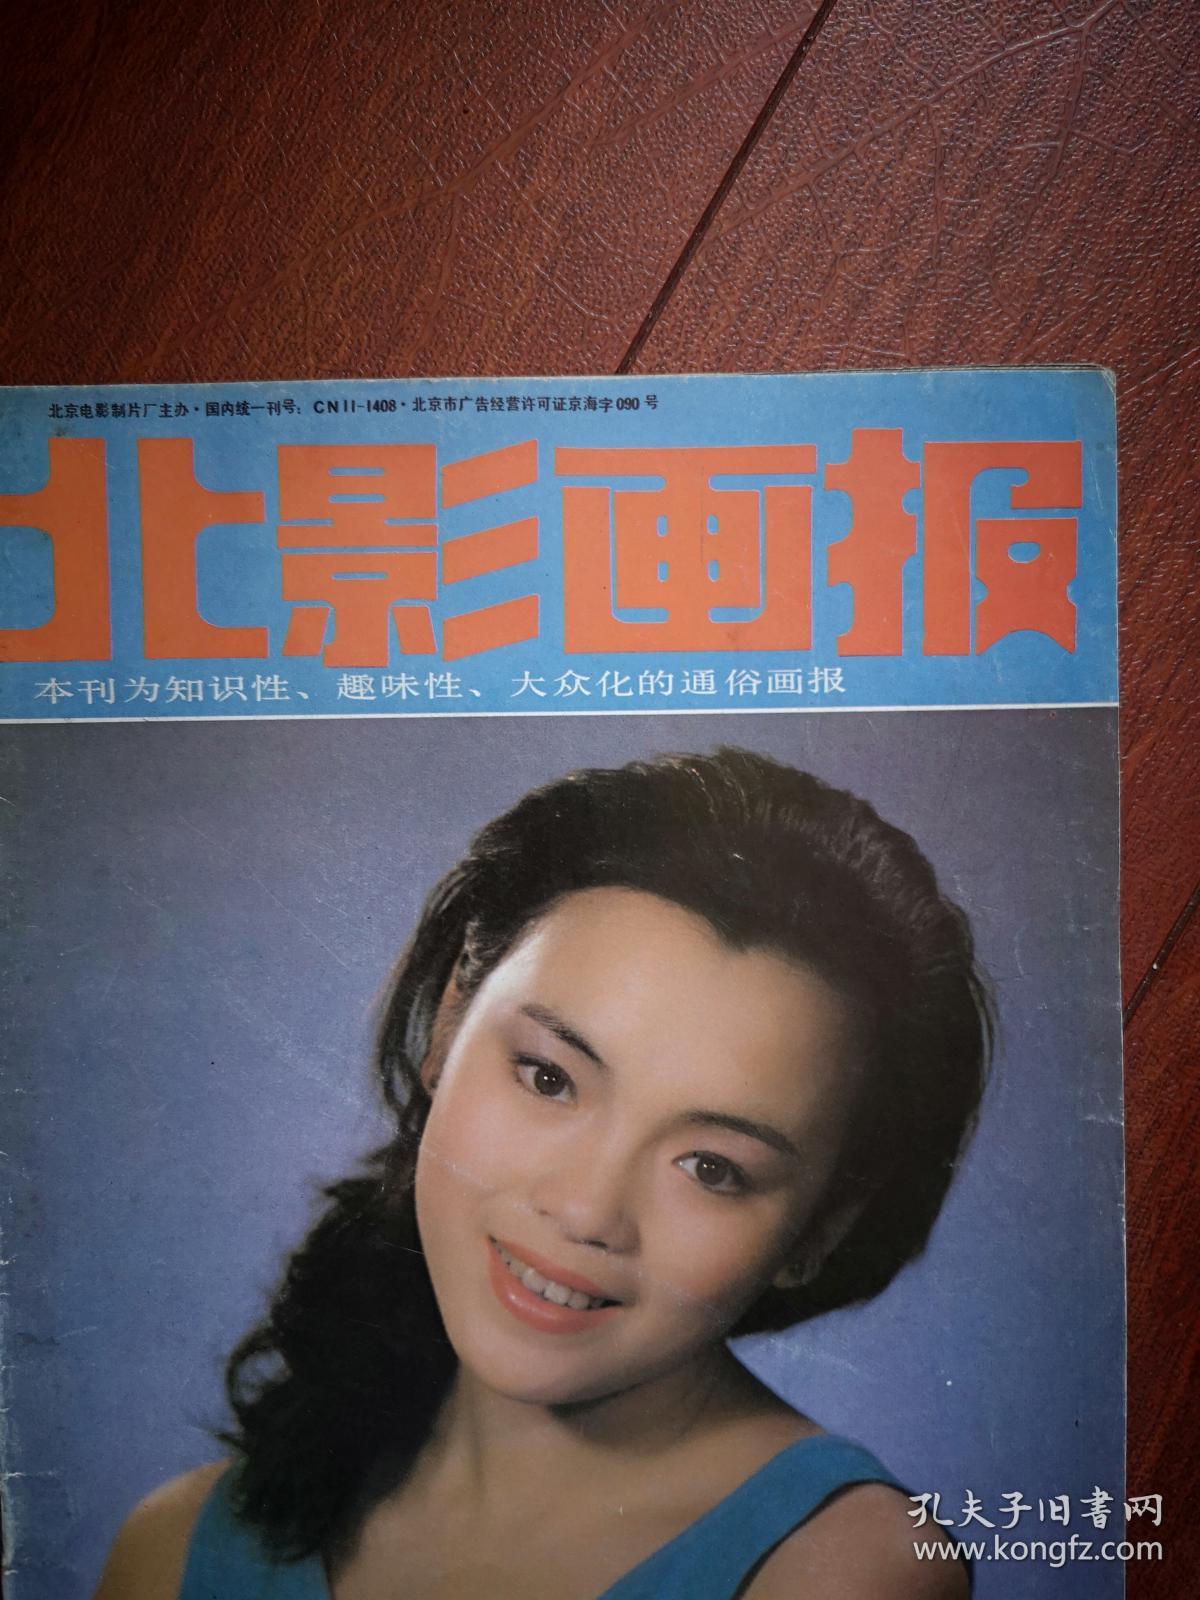 北京电影制片厂主办·国内统一刊号：CN11-1408·北京市广告经营许可证京海字090号
北影画报
本刊为知识性、趣味性、大众化的通俗画报
孔夫子旧书网
www.kongfz.com